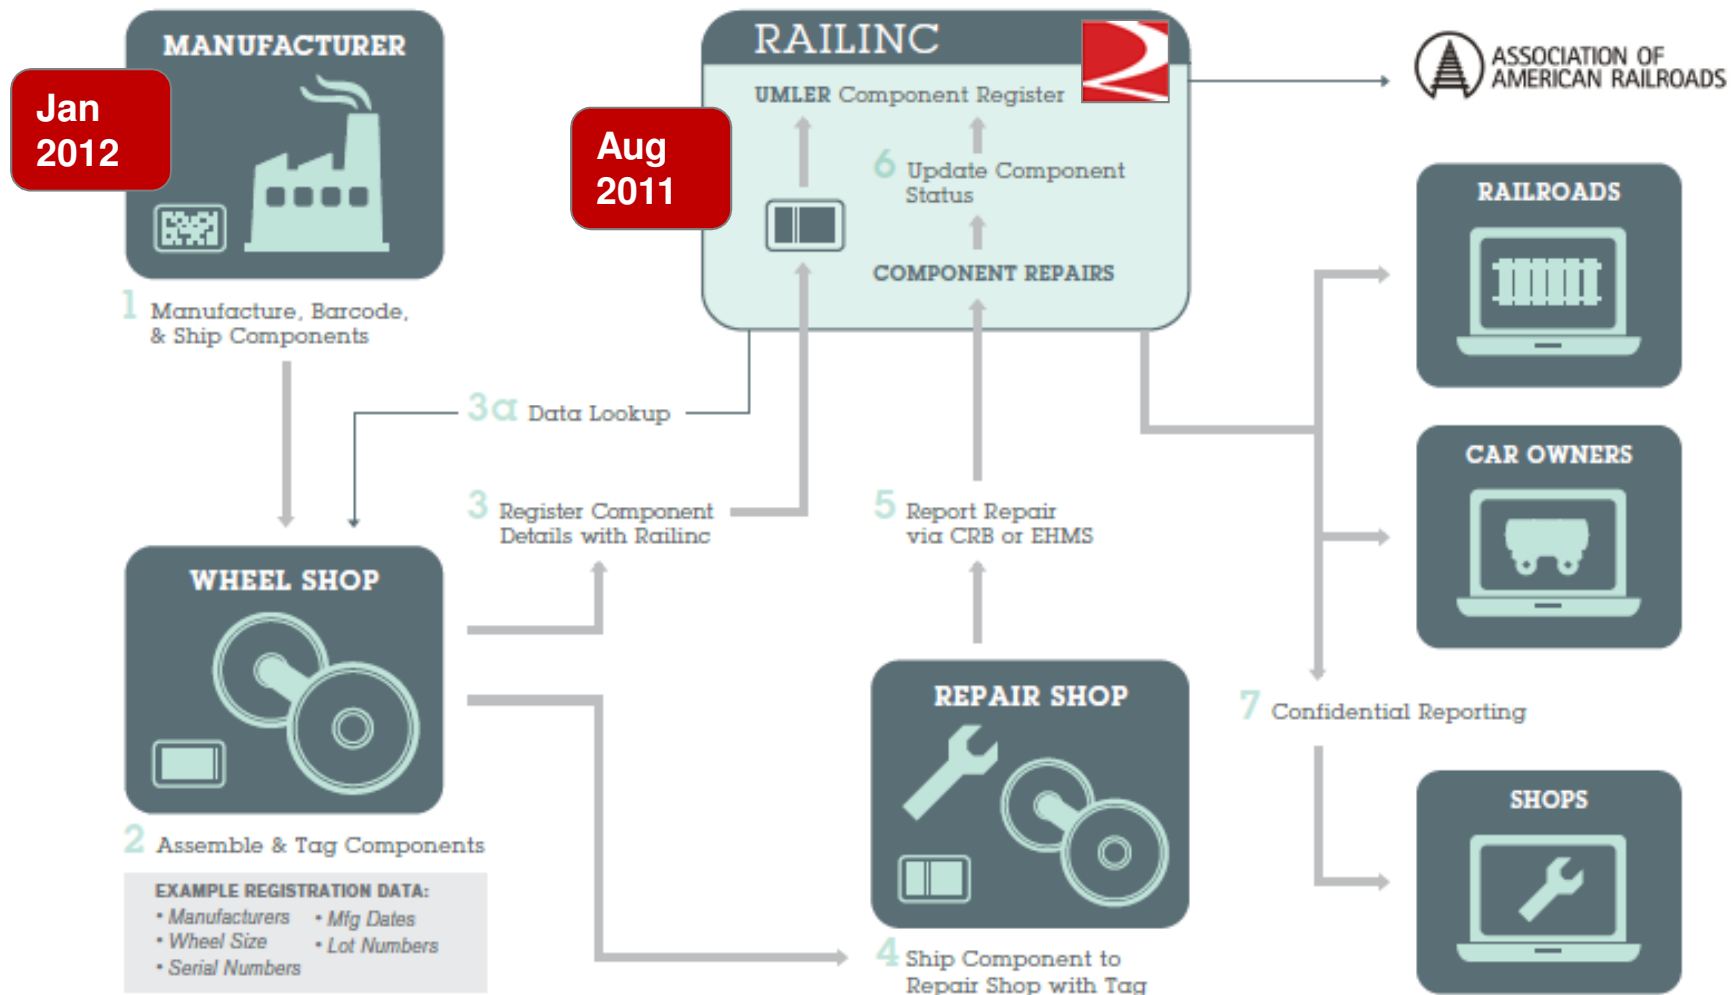 MANUFACTURER
Jan
2012
1 Manufacture, Barcode,
& Ship Components
RAILINC
UMLER Component Register
Aug
2011
6 Update Component
Status
COMPONENT REPAIRS
ASSOCIATION OF
AMERICAN RAILROADS
RAILROADS
CAR OWNERS
3a Data Lookup
3 Register Component
Details with Railinc
5 Report Repair
via CRB or EHMS
WHEEL SHOP
2 Assemble & Tag Components
EXAMPLE REGISTRATION DATA:
• Manufacturers • Mfg Dates
• Wheel Size • Lot Numbers
• Serial Numbers
REPAIR SHOP
4 Ship Component to
Repair Shop with Tag
7 Confidential Reporting
SHOPS